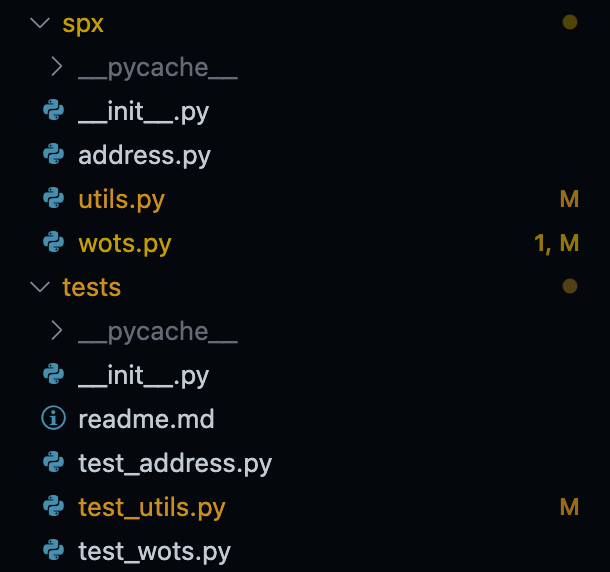 spx
__pycache__
__init__.py
address.py
utils.py M
wots.py 1, M
tests
__pycache__
__init__.py
readme.md
test_address.py
test_utils.py M
test_wots.py